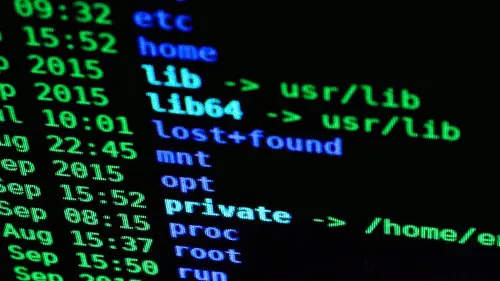 09:32 etc
15:52 home
2015 lib -> usr/lib
p 2015 lib64 -> usr/lib
10:01 lost+found
ug 22:45 mnt
ep 2015 opt
Sep 15:52 private -> /home/e
Sep 08:15 proc
Aug 15:37 root
Sep 15:50 run
Sep 2015